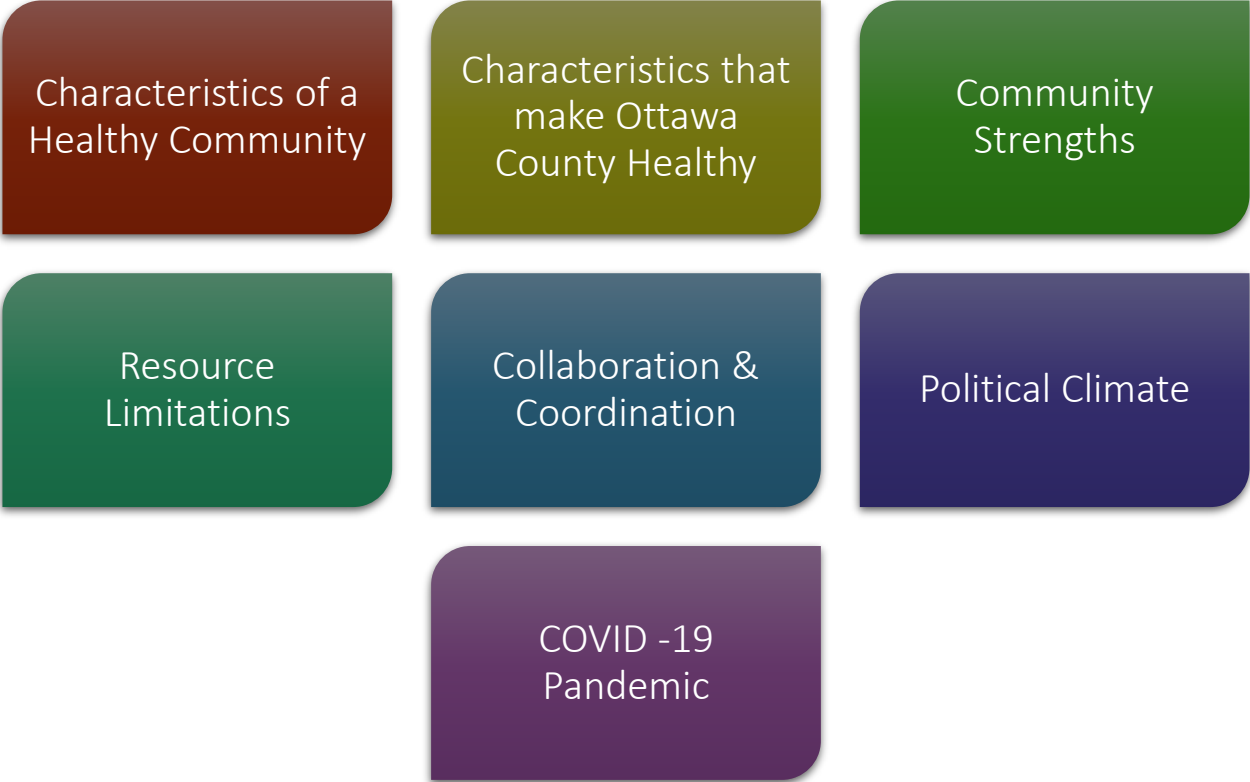 Characteristics of a
Healthy Community
Characteristics that
make Ottawa
County Healthy
Community
Strengths
Resource
Limitations
Collaboration &
Coordination
Political Climate
COVID -19
Pandemic